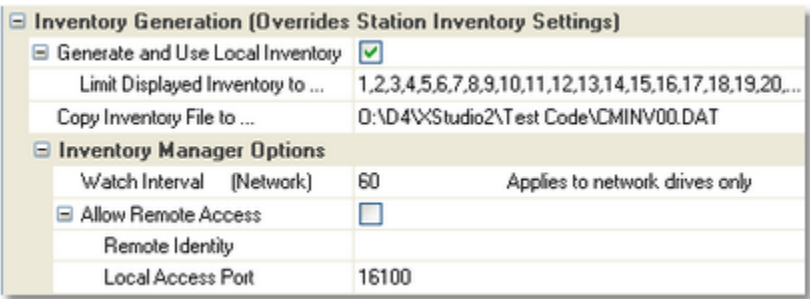 Inventory Generation (Overrides Station Inventory Settings)
Generate and Use Local Inventory
Limit Displayed Inventory to ... 1,2,3,4,5,6,7,8,9,10,11,12,13,14,15,16,17,18,19,20,...
Copy Inventory File to ... O:\D4\XStudio2\Test Code\CMINV00.DAT
Inventory Manager Options
Watch Interval (Network) 60 Applies to network drives only
Allow Remote Access
Remote Identity
Local Access Port 16100